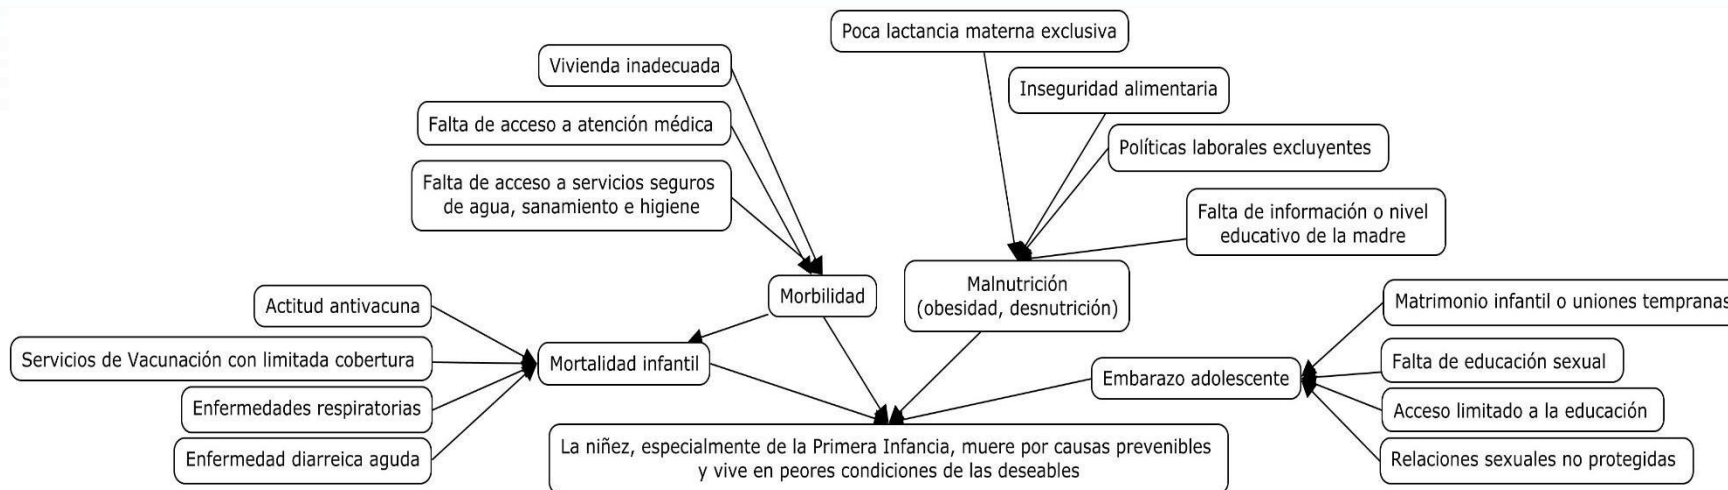 Poca lactancia materna exclusiva
Vivienda inadecuada
Inseguridad alimentaria
Falta de acceso a atención médica
Políticas laborales excluyentes
Falta de acceso a servicios seguros
de agua, sanamiento e higiene
Falta de información o nivel
educativo de la madre
Morbilidad
Malnutrición
(obesidad, desnutrición)
Actitud antivacuna
Matrimonio infantil o uniones tempranas
Servicios de Vacunación con limitada cobertura
Mortalidad infantil
Falta de educación sexual
Embarazo adolescente
Enfermedades respiratorias
Acceso limitado a la educación
Enfermedad diarreica aguda
Relaciones sexuales no protegidas
La niñez, especialmente de la Primera Infancia, muere por causas prevenibles
y vive en peores condiciones de las deseables